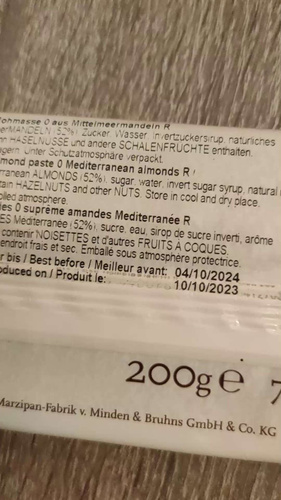 ohmasse 0 aus Mittelmeermandeln R
erMANDELN (52%), Zucker, Wasser, Invertzuckersirup, natürliches
HASELNÜSSE und andere SCHALENFRÜCHTE enthalten.
agern. Unter Schutzatmosphäre verpackt.
mond paste 0 Mediterranean almonds R /
rranean ALMONDS (52%), sugar, water, invert sugar syrup, natural
tain HAZELNUTS and other NUTS. Store in cool and dry place.
olled atmosphere.
des 0 suprême amandes Mediterranée R
ES Mediterranee (52%), sucre, eau, sirop de sucre inverti, arôme
contenir NOISETTES et d'autres FRUITS A COQUES.
endroit frais et sec. Emballé sous atmosphère protectrice.
r bis / Best before / Meilleur avant: 04/10/2024
oduced on / Produit le: 10/10/2023
200g e 7
Marzipan-Fabrik v. Minden & Bruhns GmbH & Co. KG